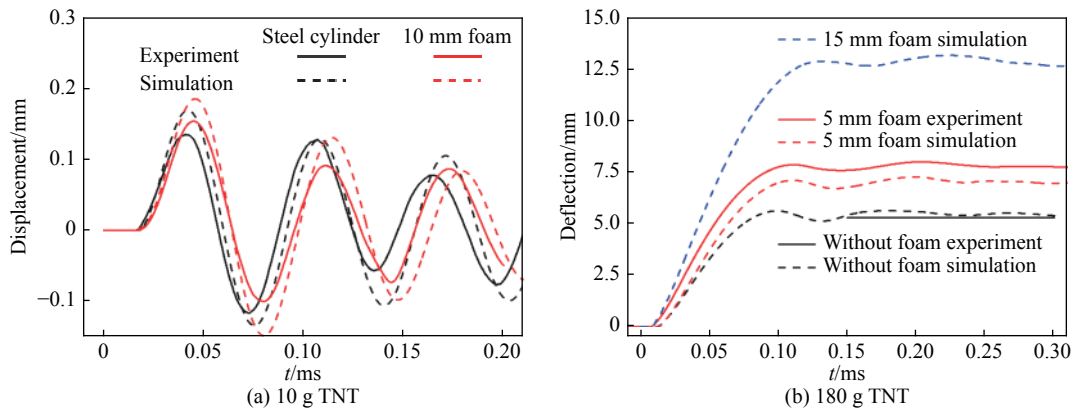 0.3
0.2
0.1
0
−0.1
Displacement/mm
Steel cylinder 10 mm foam
Experiment
Simulation
0 0.05 0.10 0.15 0.20
t/ms
(a) 10 g TNT
15.0
12.5
10.0
7.5
5.0
2.5
0
Deflection/mm
15 mm foam simulation
5 mm foam experiment
5 mm foam simulation
Without foam experiment
Without foam simulation
0 0.05 0.10 0.15 0.20 0.25 0.30
t/ms
(b) 180 g TNT